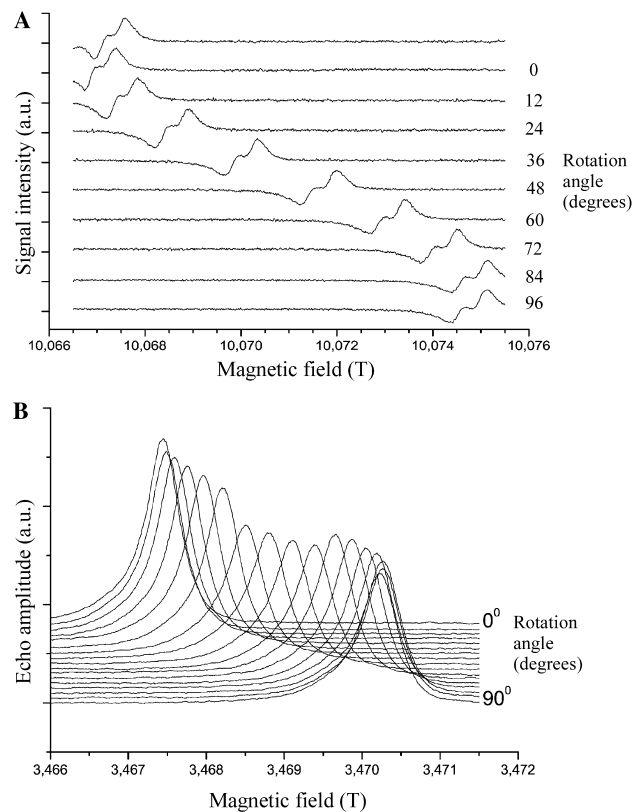 A
Signal intensity (a.u.)
0
12
24
36
48
60
72
84
96
Rotation
angle
(degrees)
10,066
10,068
10,070
10,072
10,074
10,076
Magnetic field (T)
B
Echo amplitude (a.u.)
0⁰
Rotation
angle
(degrees)
90⁰
3,466
3,467
3,468
3,469
3,470
3,471
3,472
Magnetic field (T)